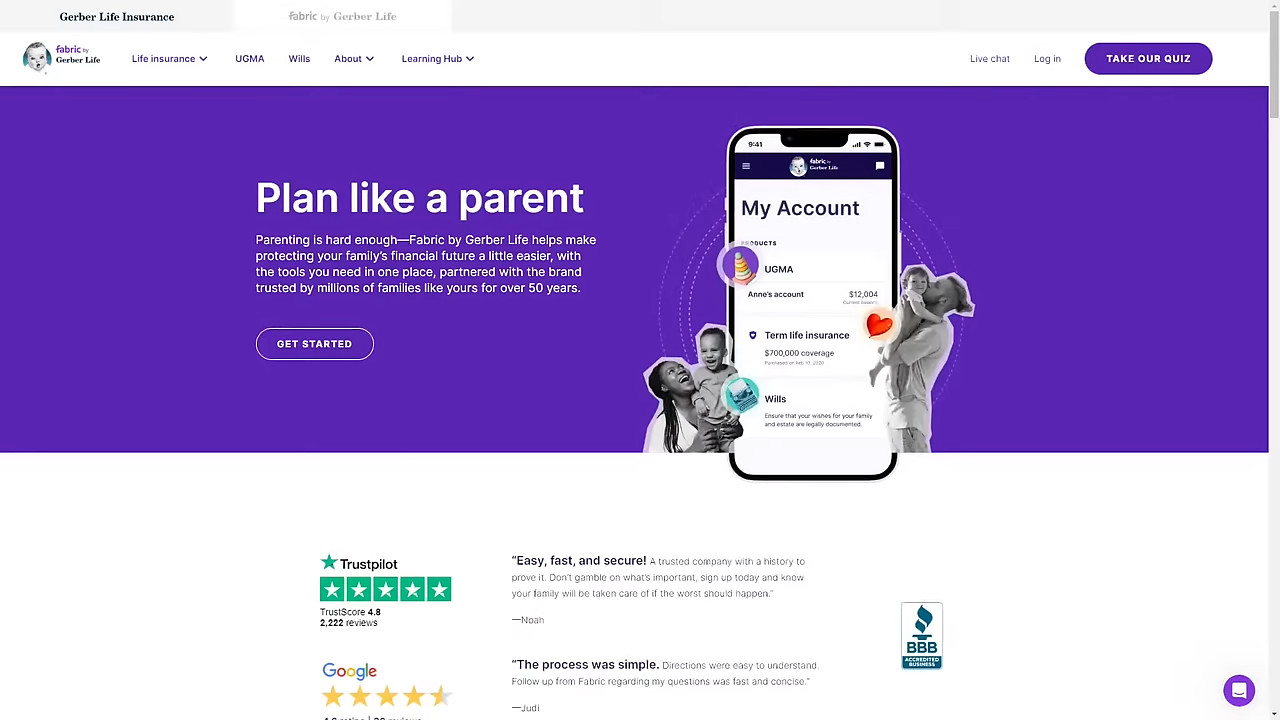 Gerber Life Insurance
fabric by Gerber Life
fabric by
Gerber Life
Life insurance
UGMA
Wills
About
Learning Hub
Live chat
Log in
TAKE OUR QUIZ
Plan like a parent
Parenting is hard enough—Fabric by Gerber Life helps make
protecting your family's financial future a little easier, with
the tools you need in one place, partnered with the brand
trusted by millions of families like yours for over 50 years.
GET STARTED
9:41
fabric by
Gerber Life
My Account
PRODUCTS
UGMA
Anne's account
$12,004
Current balance
Term life insurance
$700,000 coverage
Purchased on Feb 10, 2020
Wills
Ensure that your wishes for your family
and estate are legally documented.
Trustpilot
TrustScore 4.8
2,222 reviews
"Easy, fast, and secure! A trusted company with a history to
prove it. Don't gamble on what's important, sign up today and know
your family will be taken care of if the worst should happen."
—Noah
BBB
ACCREDITED
BUSINESS
Google
"The process was simple. Directions were easy to understand.
Follow up from Fabric regarding my questions was fast and concise."
—Judi